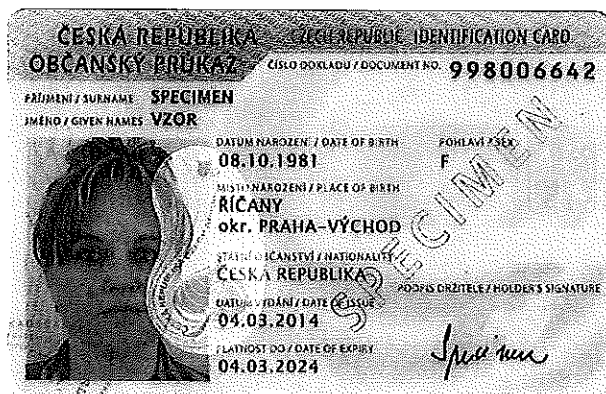 ČESKÁ REPUBLIKA CZECH REPUBLIC IDENTIFICATION CARD
OBČANSKÝ PRŮKAZ ČÍSLO DOKLADU / DOCUMENT NO. 998006642
PŘÍJMENÍ / SURNAME SPECIMEN
JMÉNO / GIVEN NAMES VZOR
DATUM NAROZENÍ / DATE OF BIRTH POHLAVÍ / SEX
08.10.1981 F
MÍSTO NAROZENÍ / PLACE OF BIRTH
ŘÍČANY
okr. PRAHA-VÝCHOD
STÁTNÍ OBČANSTVÍ / NATIONALITY
ČESKÁ REPUBLIKA
PODPIS DRŽITELE / HOLDER'S SIGNATURE
DATUM VYDÁNÍ / DATE OF ISSUE
04.03.2014
PLATNOST DO / DATE OF EXPIRY
04.03.2024
Specimen
SPECIMEN